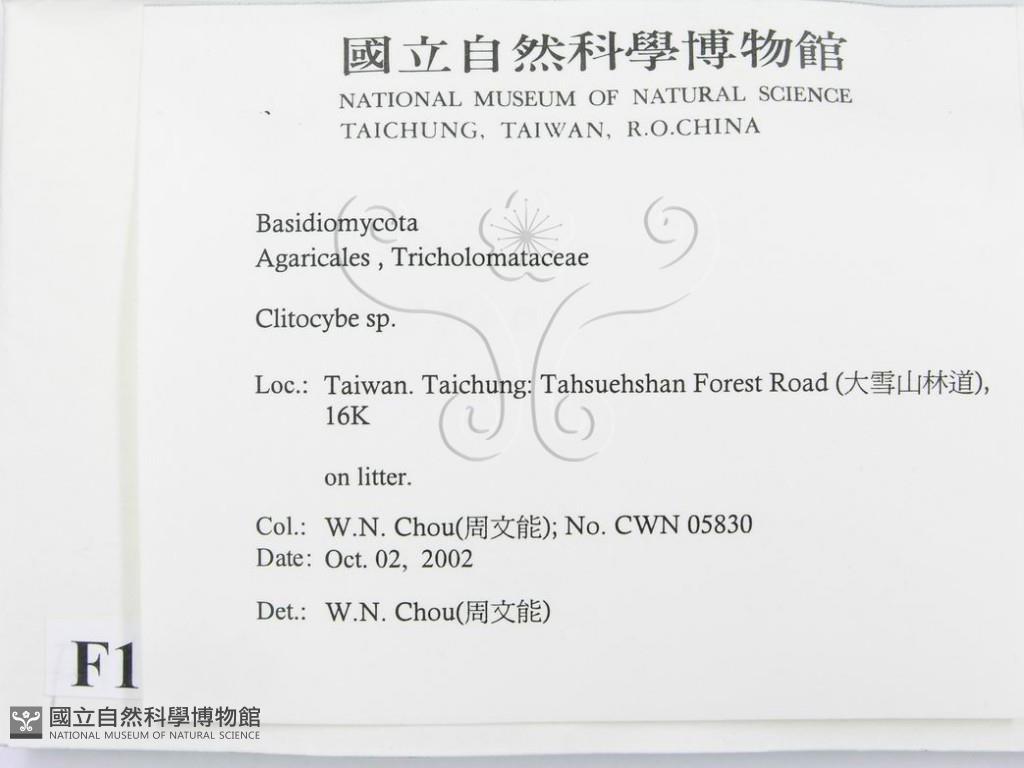 國立自然科學博物館
NATIONAL MUSEUM OF NATURAL SCIENCE
TAICHUNG, TAIWAN, R.O.CHINA
Basidiomycota
Agaricales , Tricholomataceae
Clitocybe sp.
Loc.: Taiwan. Taichung: Tahsuehshan Forest Road (大雪山林道),
16K
on litter.
Col.: W.N. Chou(周文能); No. CWN 05830
Date: Oct. 02, 2002
Det.: W.N. Chou(周文能)
F1
國立自然科學博物館
NATIONAL MUSEUM OF NATURAL SCIENCE